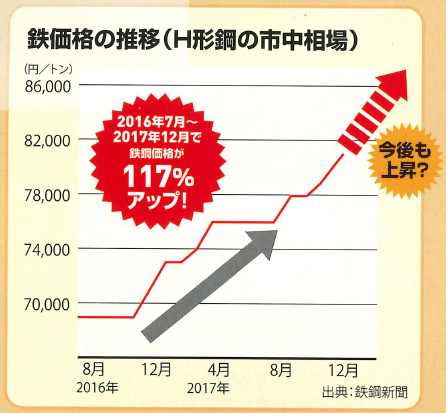 鉄価格の推移（H形鋼の市中相場）
（円／トン）
86,000
82,000
78,000
74,000
70,000
2016年7月～
2017年12月で
鉄鋼価格が
117%
アップ！
今後も
上昇？
8月 12月 4月 8月 12月
2016年 2017年
出典：鉄鋼新聞